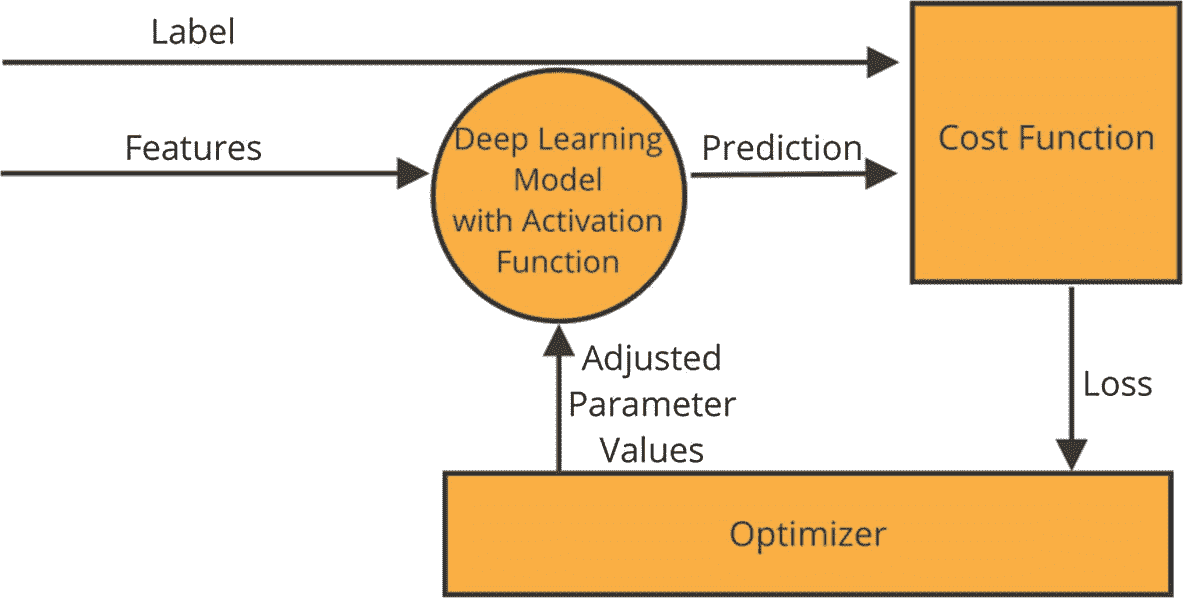 Label
Features
Deep Learning
Model
with Activation
Function
Prediction
Cost Function
Adjusted
Parameter
Values
Loss
Optimizer